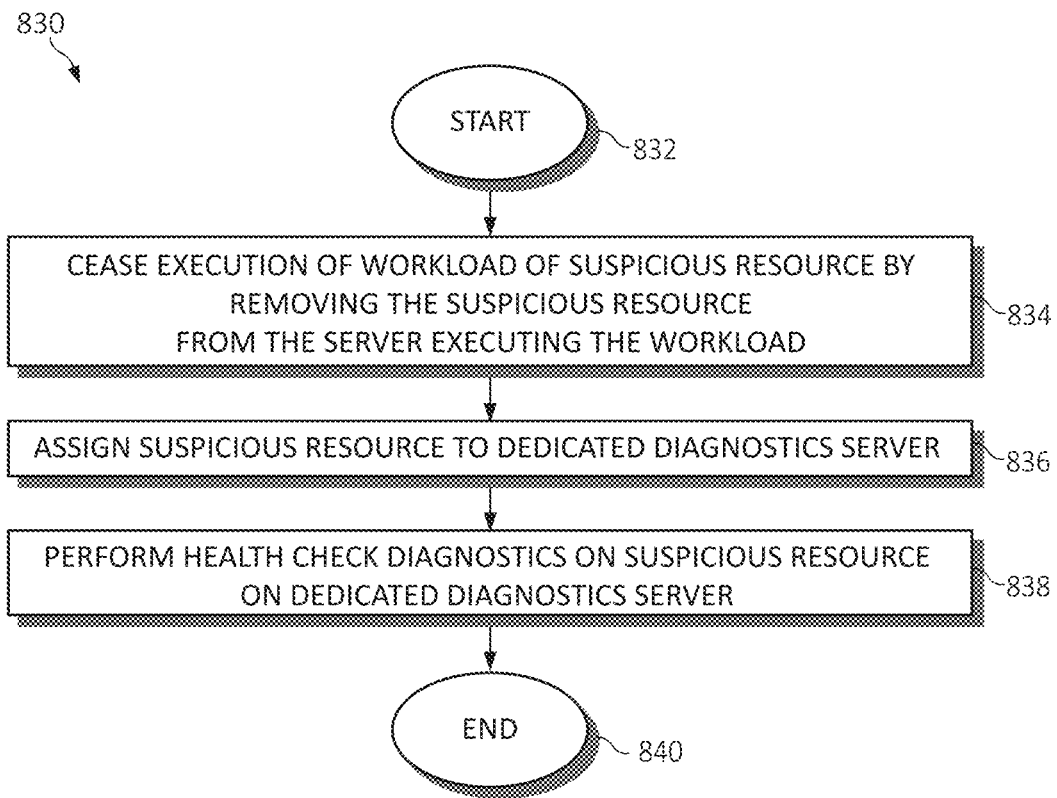 830
START
832
CEASE EXECUTION OF WORKLOAD OF SUSPICIOUS RESOURCE BY
REMOVING THE SUSPICIOUS RESOURCE
FROM THE SERVER EXECUTING THE WORKLOAD
834
ASSIGN SUSPICIOUS RESOURCE TO DEDICATED DIAGNOSTICS SERVER
836
PERFORM HEALTH CHECK DIAGNOSTICS ON SUSPICIOUS RESOURCE
ON DEDICATED DIAGNOSTICS SERVER
838
END
840